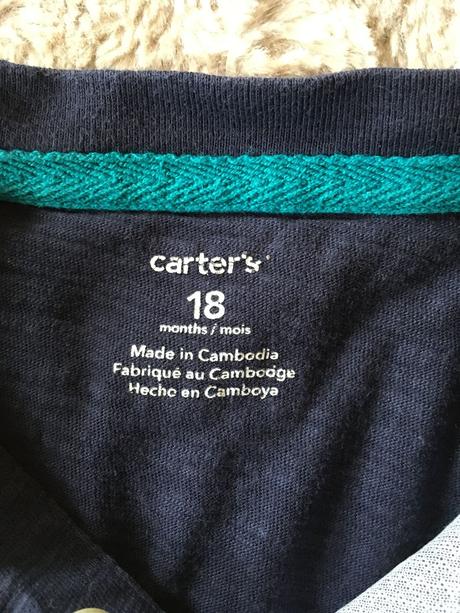 carter's
18
months / mois
Made in Cambodia
Fabriqué au Cambodge
Hecho en Camboya